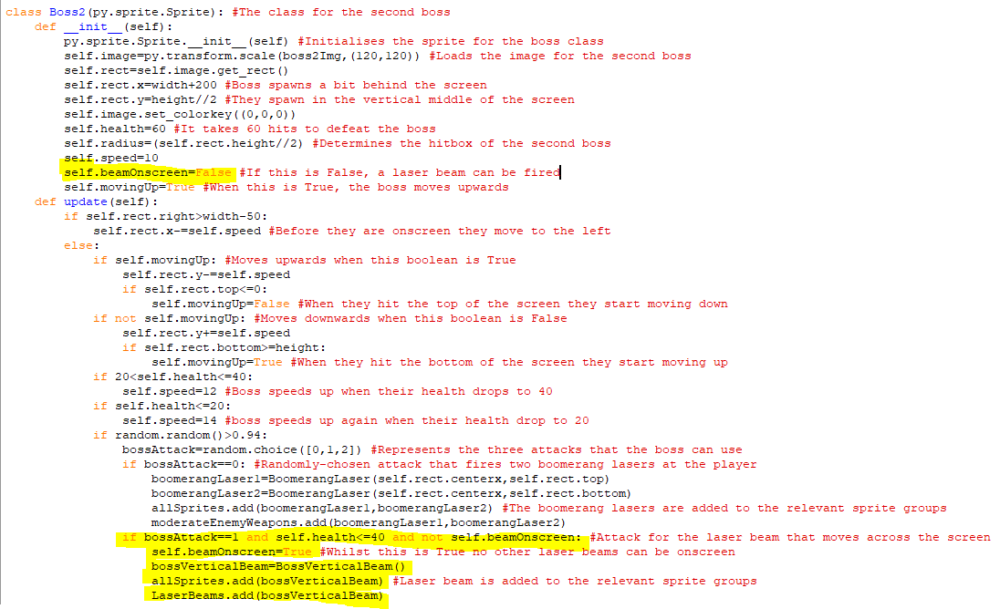 class Boss2(py.sprite.Sprite): #The class for the second boss
    def __init__(self):
        py.sprite.Sprite.__init__(self) #Initialises the sprite for the boss class
        self.image=py.transform.scale(boss2Img,(120,120)) #Loads the image for the second boss
        self.rect=self.image.get_rect()
        self.rect.x=width+200 #Boss spawns a bit behind the screen
        self.rect.y=height//2 #They spawn in the vertical middle of the screen
        self.image.set_colorkey((0,0,0))
        self.health=60 #It takes 60 hits to defeat the boss
        self.radius=(self.rect.height//2) #Determines the hitbox of the second boss
        self.speed=10
        self.beamOnscreen=False #If this is False, a laser beam can be fired
        self.movingUp=True #When this is True, the boss moves upwards
    def update(self):
        if self.rect.right>width-50:
            self.rect.x-=self.speed #Before they are onscreen they move to the left
        else:
            if self.movingUp: #Moves upwards when this boolean is True
                self.rect.y-=self.speed
                if self.rect.top<=0:
                    self.movingUp=False #When they hit the top of the screen they start moving down
            if not self.movingUp: #Moves downwards when this boolean is False
                self.rect.y+=self.speed
                if self.rect.bottom>=height:
                    self.movingUp=True #When they hit the bottom of the screen they start moving up
            if 20<self.health<=40:
                self.speed=12 #Boss speeds up when their health drops to 40
            if self.health<=20:
                self.speed=14 #boss speeds up again when their health drop to 20
            if random.random()>0.94:
                bossAttack=random.choice([0,1,2]) #Represents the three attacks that the boss can use
                if bossAttack==0: #Randomly-chosen attack that fires two boomerang lasers at the player
                    boomerangLaser1=BoomerangLaser(self.rect.centerx,self.rect.top)
                    boomerangLaser2=BoomerangLaser(self.rect.centerx,self.rect.bottom)
                    allSprites.add(boomerangLaser1,boomerangLaser2) #The boomerang lasers are added to the relevant sprite groups
                    moderateEnemyWeapons.add(boomerangLaser1,boomerangLaser2)
                if bossAttack==1 and self.health<=40 and not self.beamOnscreen: #Attack for the laser beam that moves across the screen
                    self.beamOnscreen=True #Whilst this is True no other laser beams can be onscreen
                    bossVerticalBeam=BossVerticalBeam()
                    allSprites.add(bossVerticalBeam) #Laser beam is added to the relevant sprite groups
                    LaserBeams.add(bossVerticalBeam)